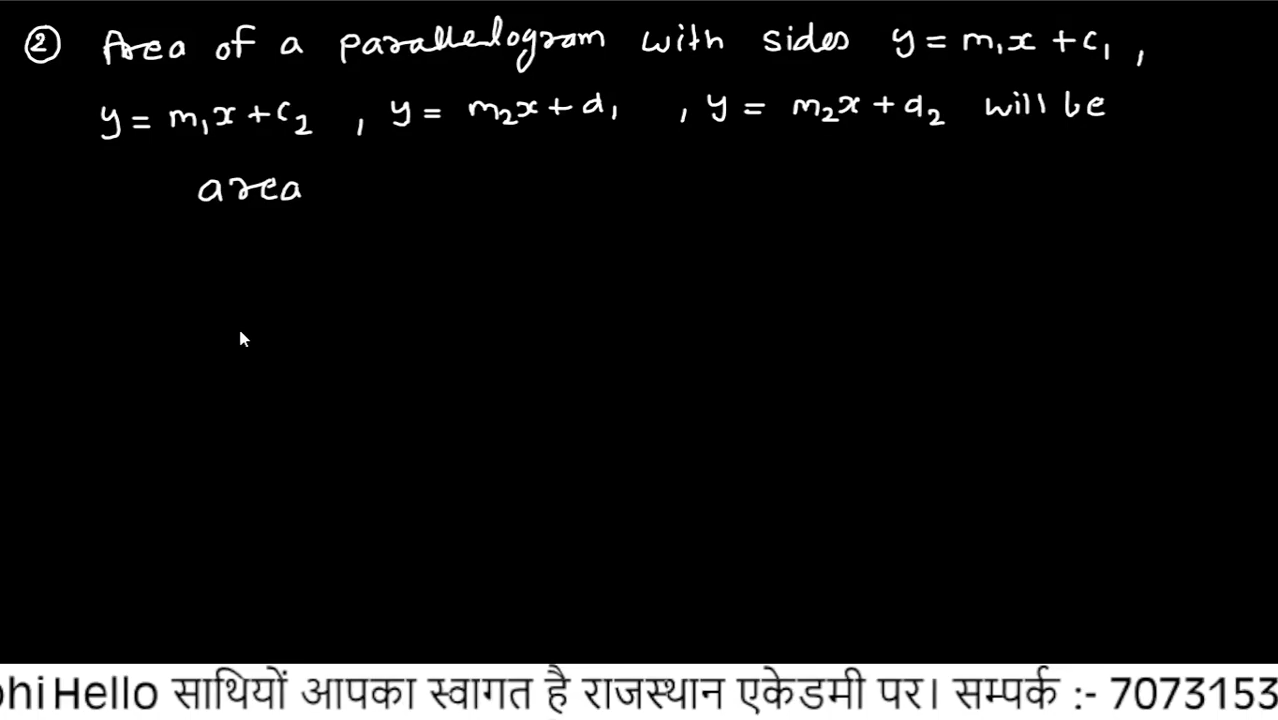 ② Area of a parallelogram with sides y = m₁x + c₁ ,
y = m₁x + c₂ , y = m₂x + d₁ , y = m₂x + d₂ will be
area
hi Hello साथियों आपका स्वागत है राजस्थान एकेडमी पर। सम्पर्क :- 7073153